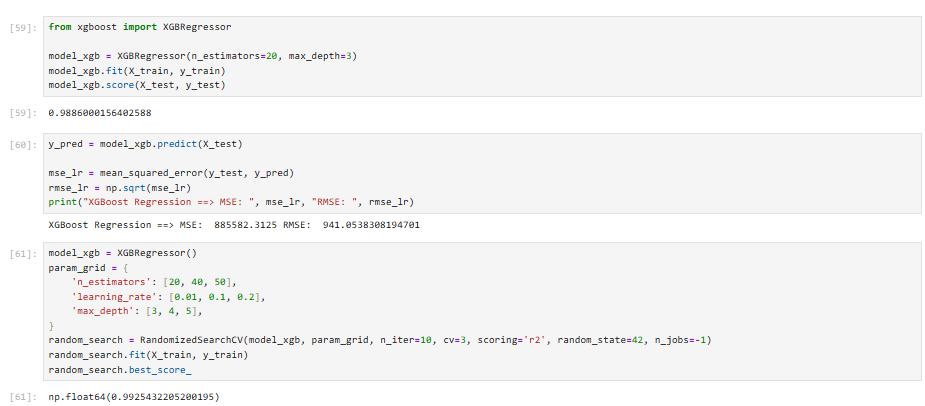 [59]: from xgboost import XGBRegressor
model_xgb = XGBRegressor(n_estimators=20, max_depth=3)
model_xgb.fit(X_train, y_train)
model_xgb.score(X_test, y_test)
[59]: 0.9886000156402588
[60]: y_pred = model_xgb.predict(X_test)
mse_lr = mean_squared_error(y_test, y_pred)
rmse_lr = np.sqrt(mse_lr)
print("XGBoost Regression ==> MSE: ", mse_lr, "RMSE: ", rmse_lr)
XGBoost Regression ==> MSE:  885582.3125 RMSE:  941.0538308194701
[61]: model_xgb = XGBRegressor()
param_grid = {
    'n_estimators': [20, 40, 50],
    'learning_rate': [0.01, 0.1, 0.2],
    'max_depth': [3, 4, 5],
}
random_search = RandomizedSearchCV(model_xgb, param_grid, n_iter=10, cv=3, scoring='r2', random_state=42, n_jobs=-1)
random_search.fit(X_train, y_train)
random_search.best_score_
[61]: np.float64(0.9925432205200195)